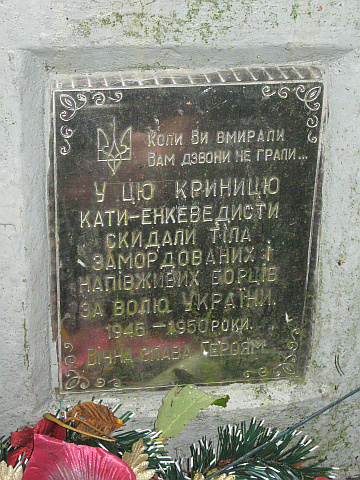 Коли Ви вмирали
Вам дзвони не грали...
У ЦЮ КРИНИЦЮ
КАТИ-ЕНКЕВЕДИСТИ
СКИДАЛИ ТІЛА
ЗАМОРДОВАНИХ І
НАПІВЖИВИХ БОРЦІВ
ЗА ВОЛЮ УКРАЇНИ.
1945-1950 РОКИ.
ВІЧНА СЛАВА ГЕРОЯМ